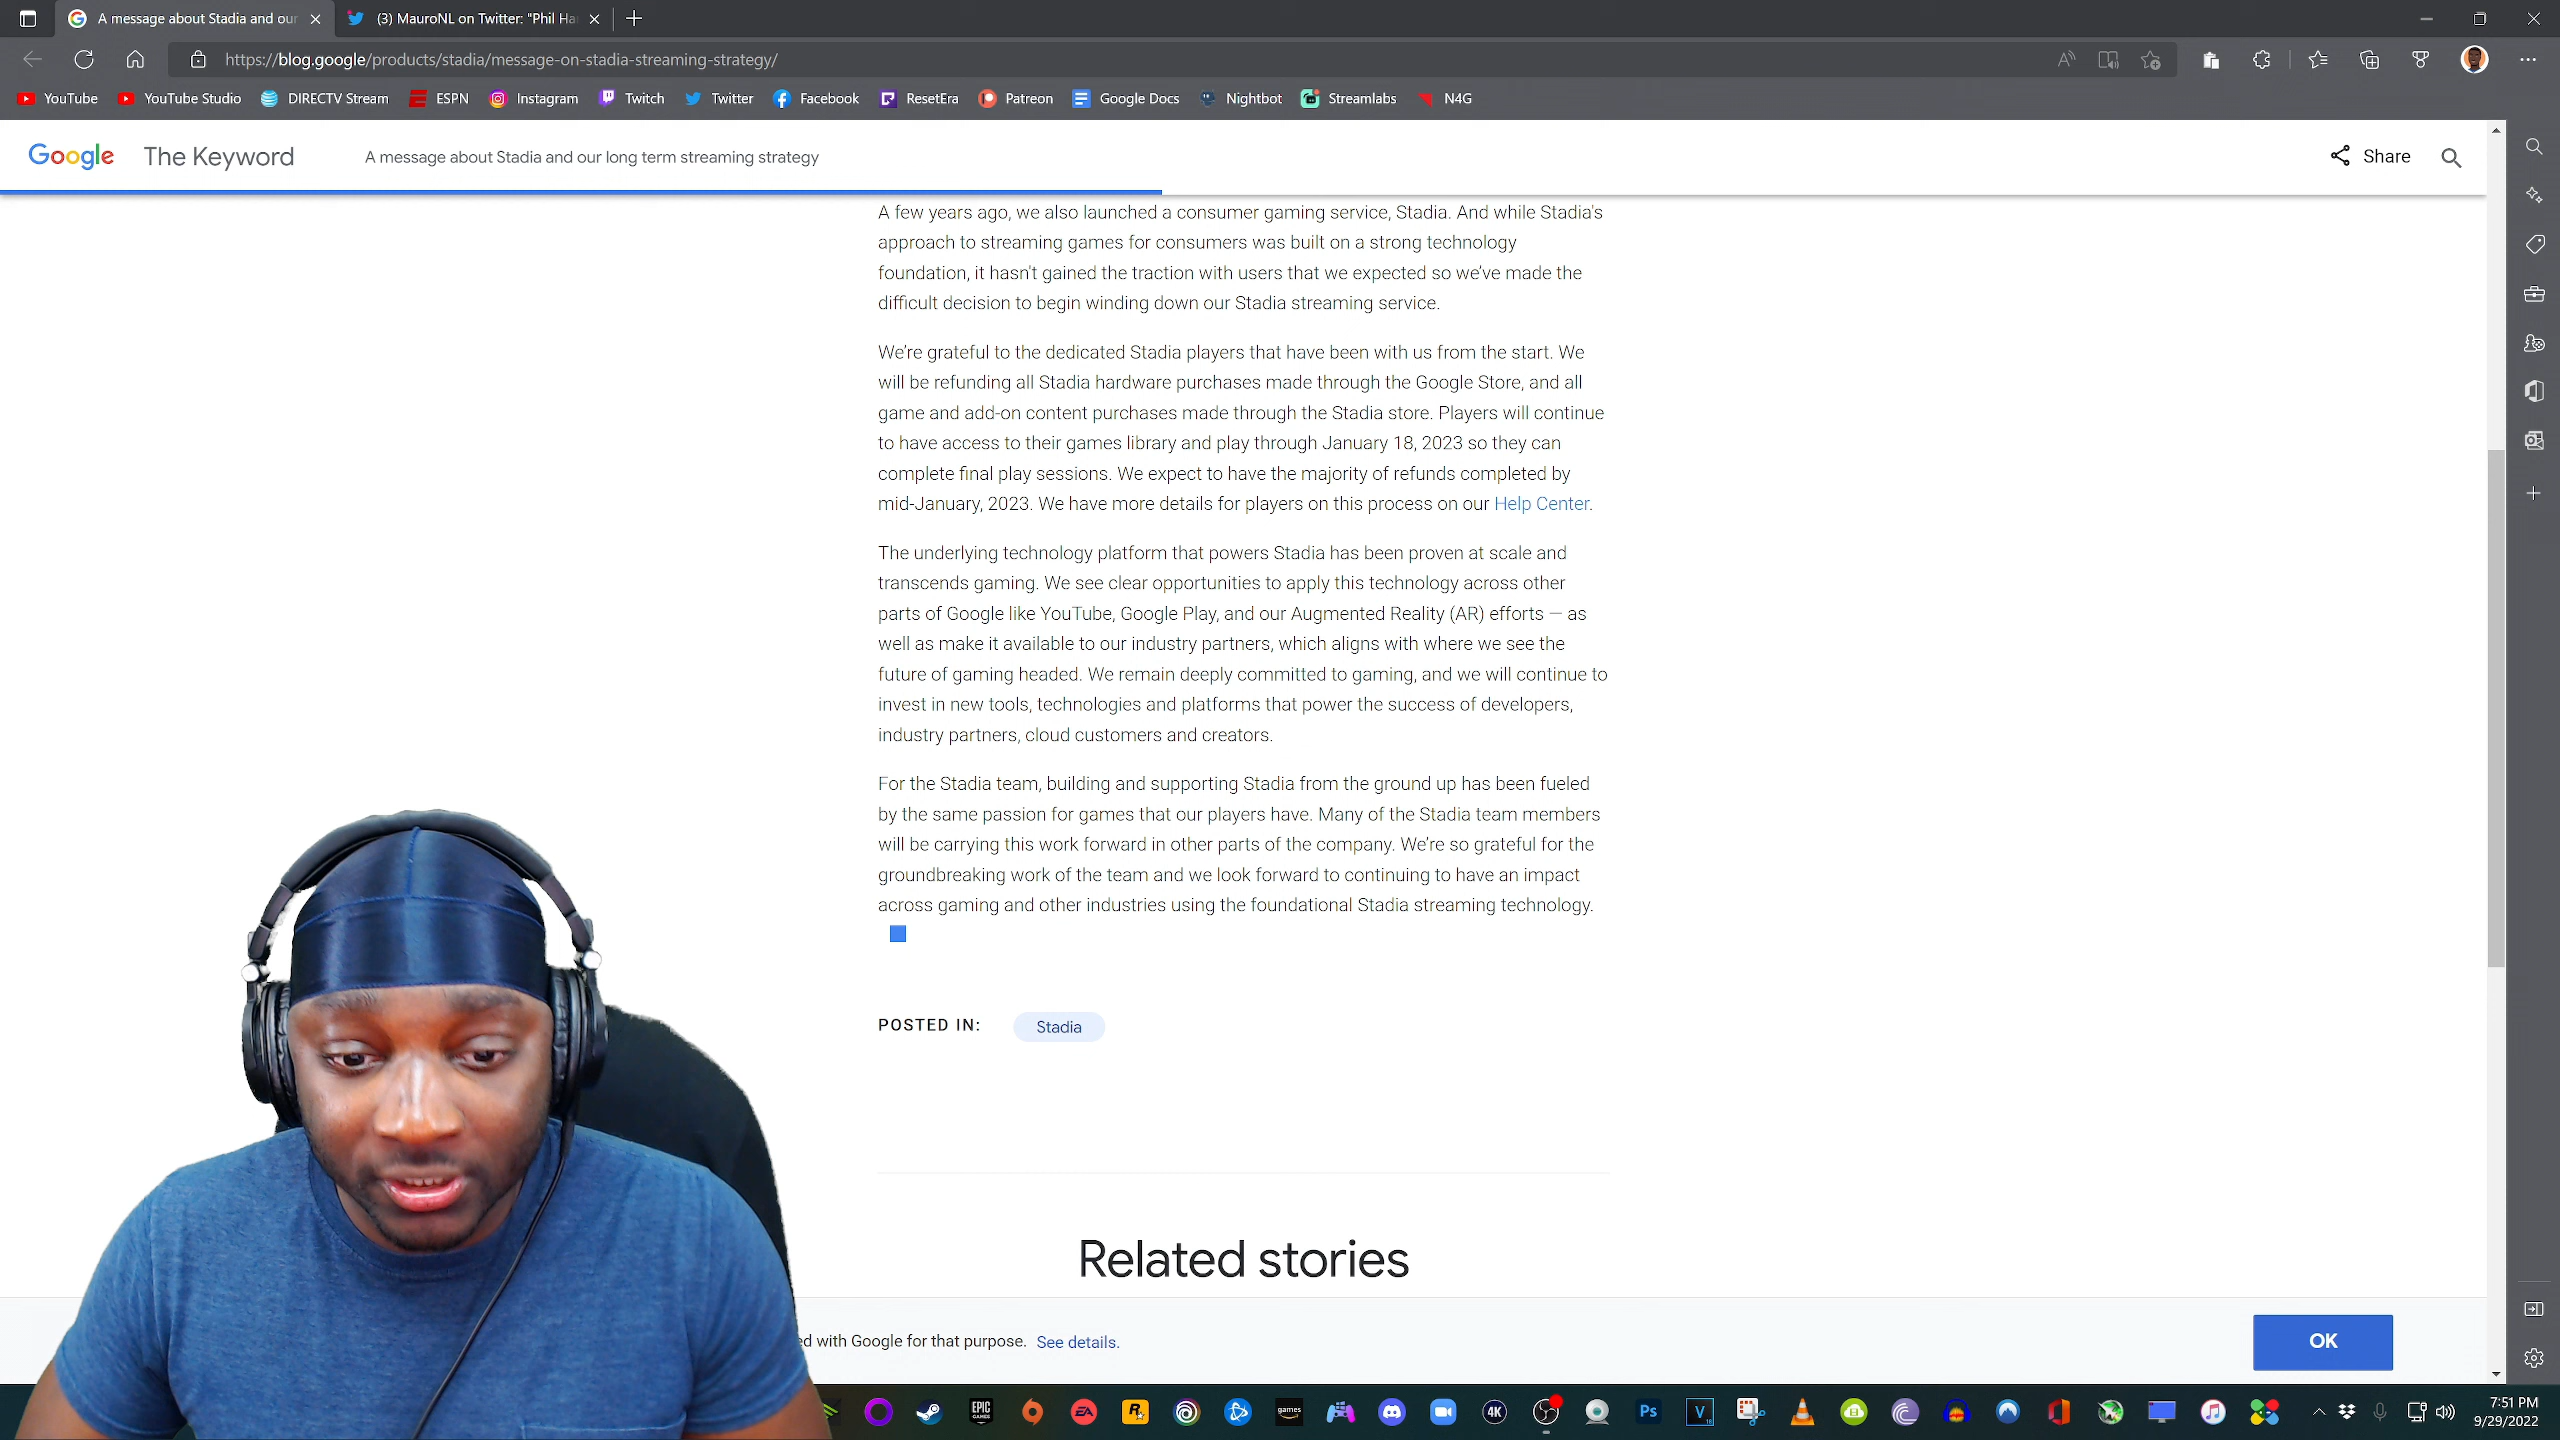 A message about Stadia and our
(3) MauroNL on Twitter: "Phil Ha
https://blog.google/products/stadia/message-on-stadia-streaming-strategy/
YouTube
YouTube Studio
DIRECTV Stream
ESPN
Instagram
Twitch
Twitter
Facebook
ResetEra
Patreon
Google Docs
Nightbot
Streamlabs
N4G
Google The Keyword
A message about Stadia and our long term streaming strategy
Share
A few years ago, we also launched a consumer gaming service, Stadia. And while Stadia's
approach to streaming games for consumers was built on a strong technology
foundation, it hasn't gained the traction with users that we expected so we've made the
difficult decision to begin winding down our Stadia streaming service.
We're grateful to the dedicated Stadia players that have been with us from the start. We
will be refunding all Stadia hardware purchases made through the Google Store, and all
game and add-on content purchases made through the Stadia store. Players will continue
to have access to their games library and play through January 18, 2023 so they can
complete final play sessions. We expect to have the majority of refunds completed by
mid-January, 2023. We have more details for players on this process on our Help Center.
The underlying technology platform that powers Stadia has been proven at scale and
transcends gaming. We see clear opportunities to apply this technology across other
parts of Google like YouTube, Google Play, and our Augmented Reality (AR) efforts — as
well as make it available to our industry partners, which aligns with where we see the
future of gaming headed. We remain deeply committed to gaming, and we will continue to
invest in new tools, technologies and platforms that power the success of developers,
industry partners, cloud customers and creators.
For the Stadia team, building and supporting Stadia from the ground up has been fueled
by the same passion for games that our players have. Many of the Stadia team members
will be carrying this work forward in other parts of the company. We're so grateful for the
groundbreaking work of the team and we look forward to continuing to have an impact
across gaming and other industries using the foundational Stadia streaming technology.
POSTED IN:
Stadia
Related stories
ed with Google for that purpose. See details.
OK
EPIC GAMES
EA
R
games
4K
Ps
V
7:51 PM
9/29/2022